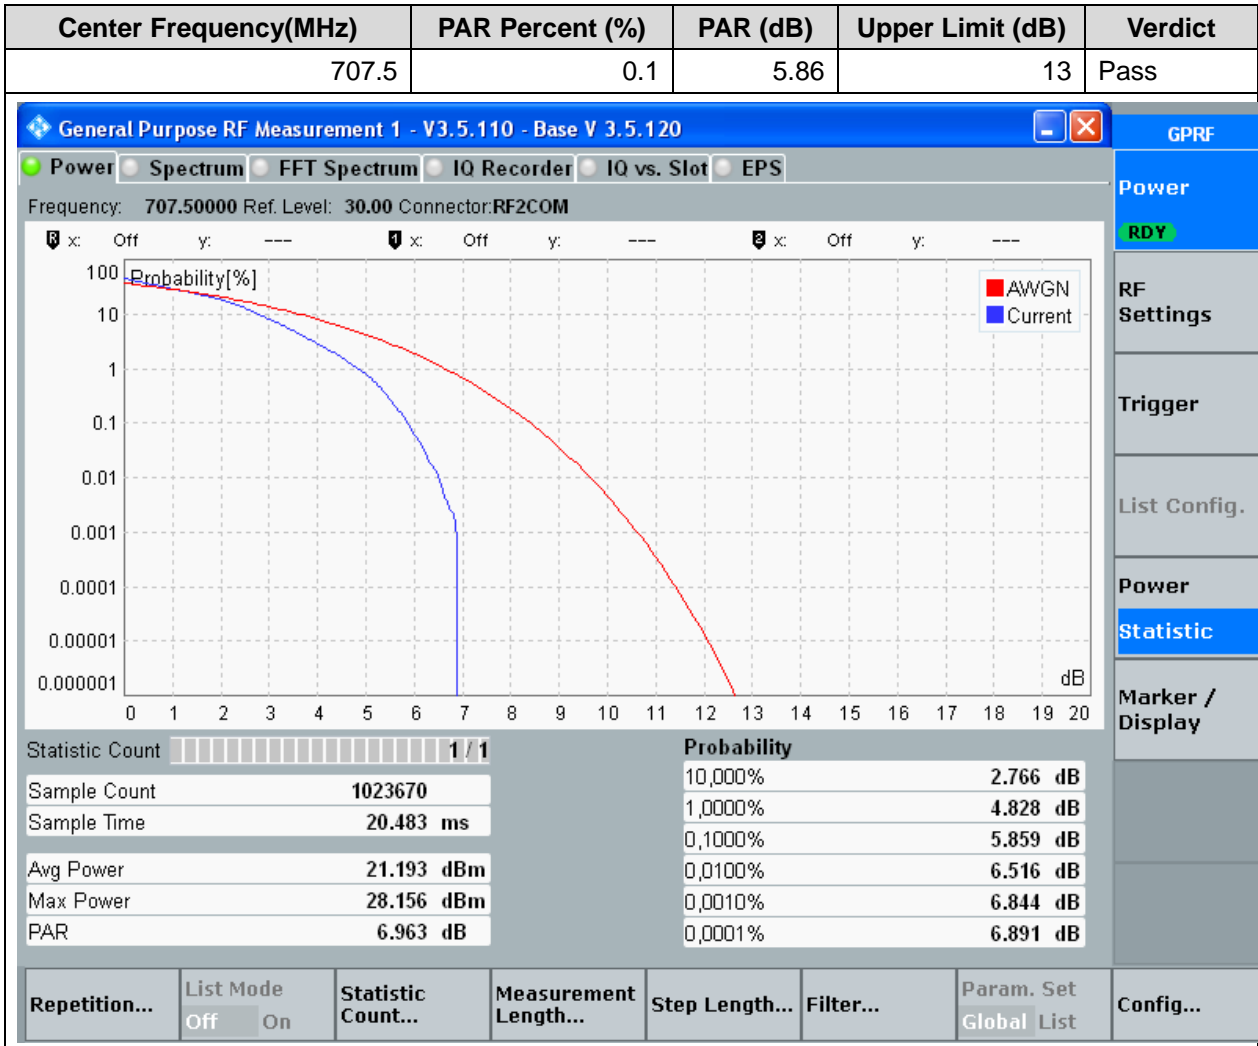 Center Frequency(MHz) PAR Percent (%) PAR (dB) Upper Limit (dB) Verdict
707.5 0.1 5.86 13 Pass
General Purpose RF Measurement 1 - V3.5.110 - Base V 3.5.120
GPRF
Power Spectrum FFT Spectrum IQ Recorder IQ vs. Slot EPS
Frequency: 707.50000 Ref. Level: 30.00 Connector:RF2COM
R x: Off y: --- 1 x: Off y: --- 2 x: Off y: ---
Probability[%]
AWGN
Current
100
10
1
0.1
0.01
0.001
0.0001
0.00001
0.000001
dB
0 1 2 3 4 5 6 7 8 9 10 11 12 13 14 15 16 17 18 19 20
Statistic Count 1 / 1
Sample Count 1023670
Sample Time 20.483 ms
Avg Power 21.193 dBm
Max Power 28.156 dBm
PAR 6.963 dB
Probability
10,000% 2.766 dB
1,0000% 4.828 dB
0,1000% 5.859 dB
0,0100% 6.516 dB
0,0010% 6.844 dB
0,0001% 6.891 dB
Power
RDY
RF
Settings
Trigger
List Config.
Power
Statistic
Marker /
Display
Repetition...
List Mode
Off On
Statistic
Count...
Measurement
Length...
Step Length...
Filter...
Param. Set
Global List
Config...